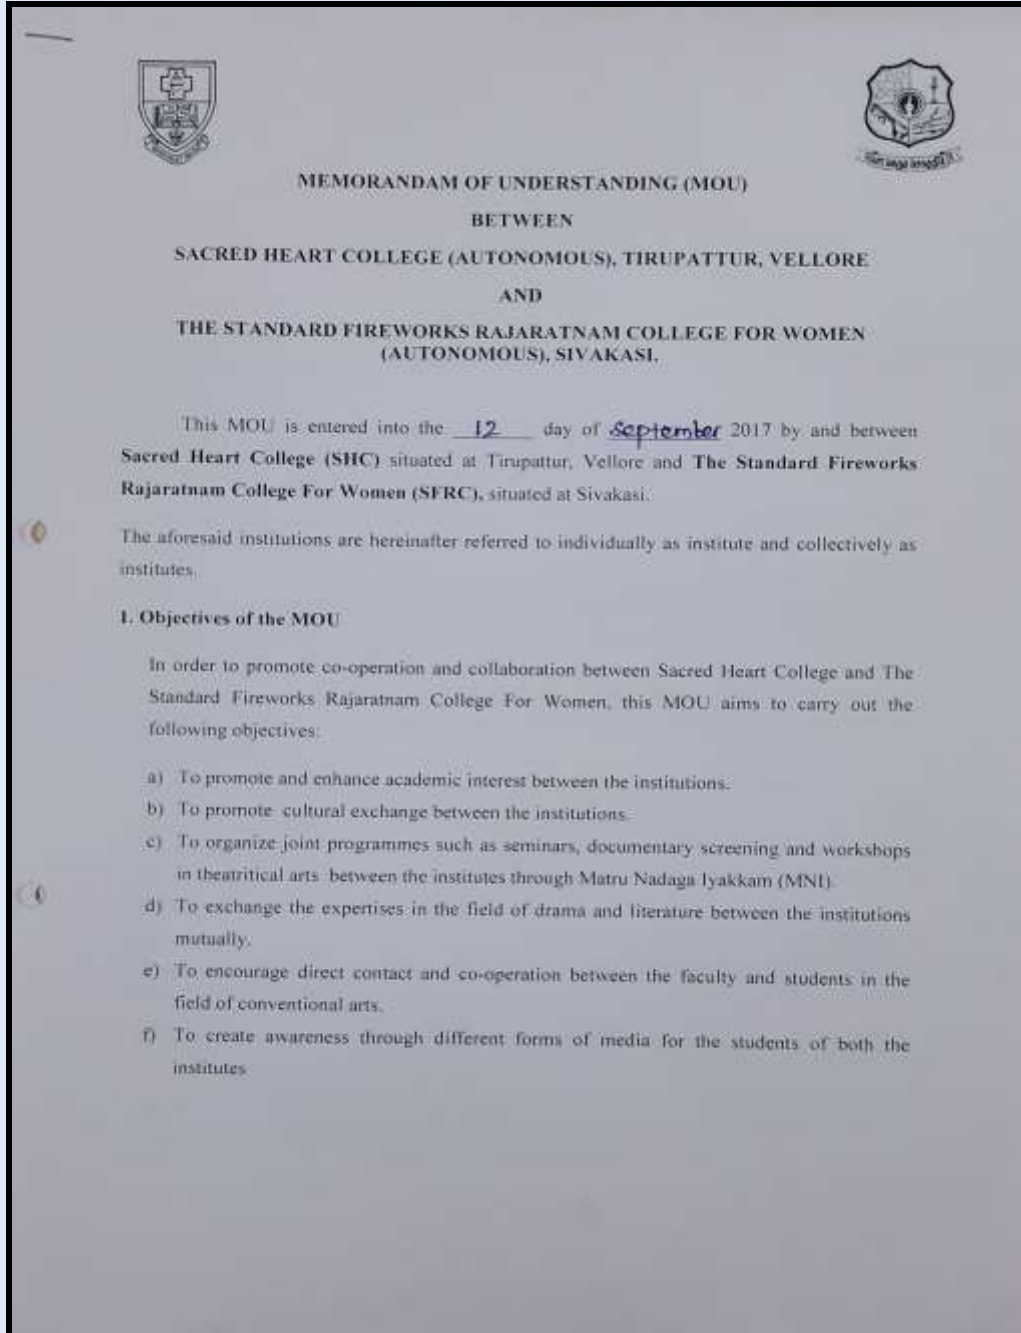 MEMORANDAM OF UNDERSTANDING (MOU)
BETWEEN
SACRED HEART COLLEGE (AUTONOMOUS), TIRUPATTUR, VELLORE
AND
THE STANDARD FIREWORKS RAJARATNAM COLLEGE FOR WOMEN
(AUTONOMOUS), SIVAKASI.
This MOU is entered into the 12 day of September 2017 by and between
Sacred Heart College (SHC) situated at Tirupattur, Vellore and The Standard Fireworks
Rajaratnam College For Women (SFRC), situated at Sivakasi.
The aforesaid institutions are hereinafter referred to individually as institute and collectively as
institutes.
1. Objectives of the MOU
In order to promote co-operation and collaboration between Sacred Heart College and The
Standard Fireworks Rajaratnam College For Women, this MOU aims to carry out the
following objectives:
a) To promote and enhance academic interest between the institutions.
b) To promote cultural exchange between the institutions.
c) To organize joint programmes such as seminars, documentary screening and workshops
in theatritical arts between the institutes through Matru Nadaga Iyakkam (MNI).
d) To exchange the expertises in the field of drama and literature between the institutions
mutually.
e) To encourage direct contact and co-operation between the faculty and students in the
field of conventional arts.
f) To create awareness through different forms of media for the students of both the
institutes